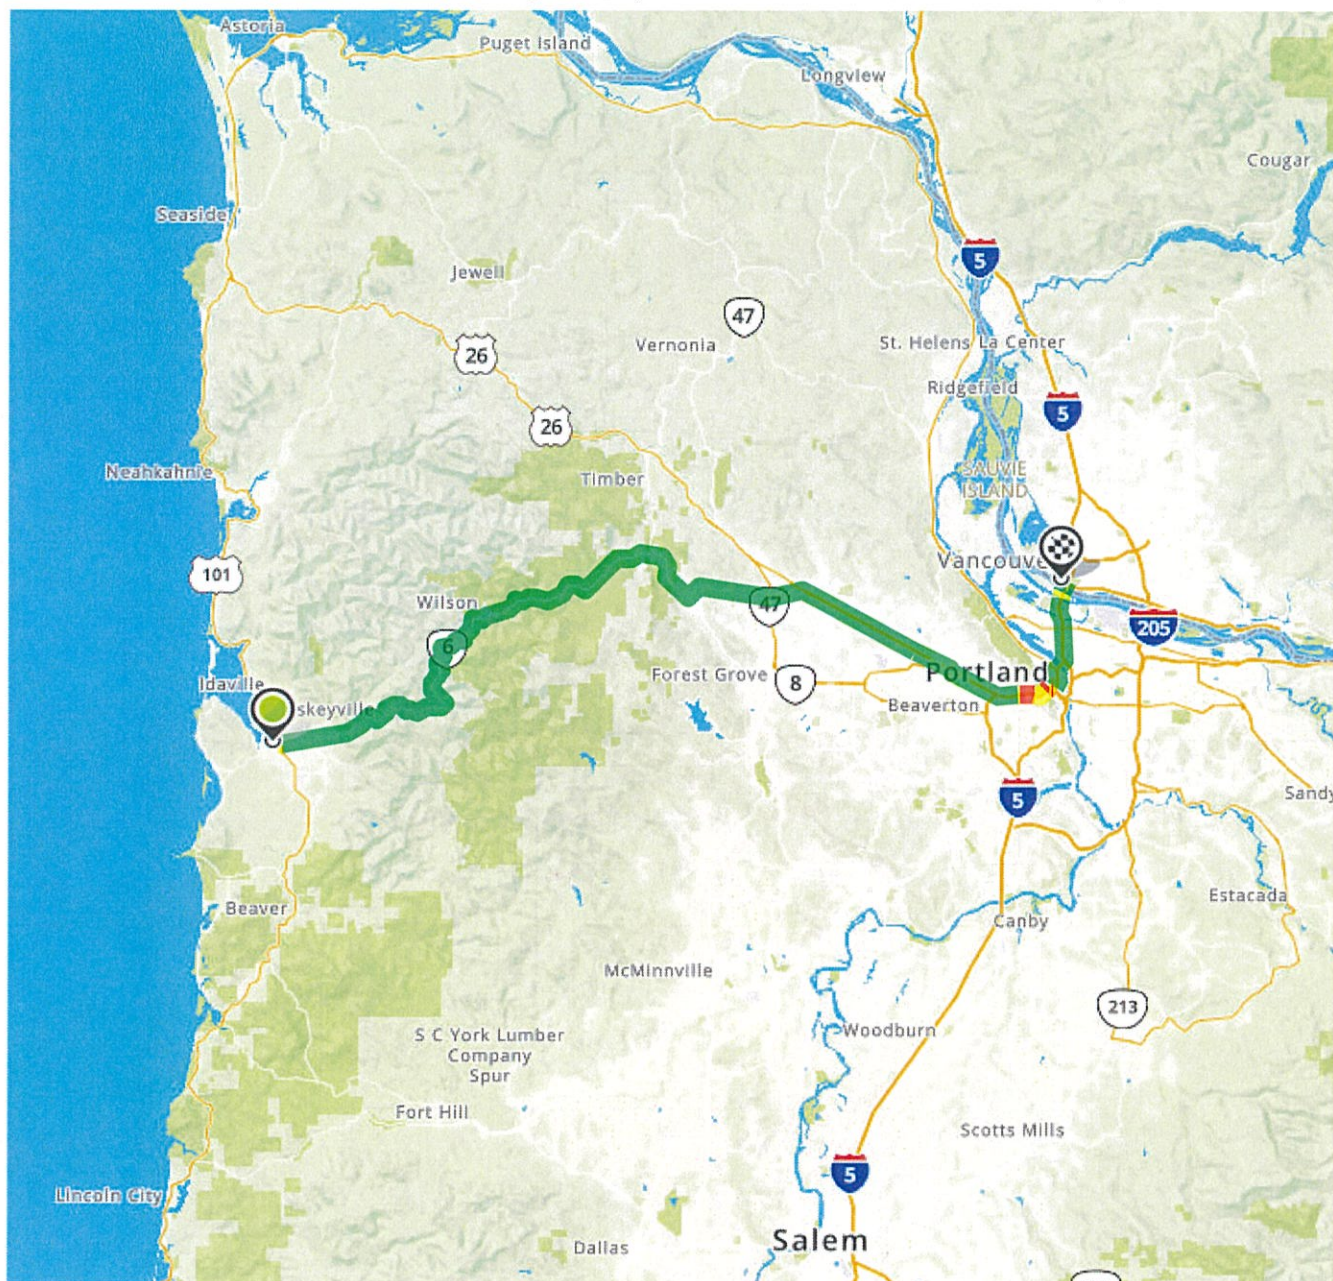 Astoria
Puget Island
Longview
Cougar
Seaside
5
Jewell
47
Vernonia
St. Helens
La Center
26
Ridgefield
5
26
Neahkahnie
Timber
SAUVIE
ISLAND
101
Vancouve
Wilson
47
205
6
Forest Grove
8
Portland
Idaville
skeyville
Beaverton
5
Sandy
Beaver
Estacada
Canby
McMinnville
213
S C York Lumber
Company
Spur
Woodburn
Fort Hill
Scotts Mills
5
Lincoln City
Salem
Dallas